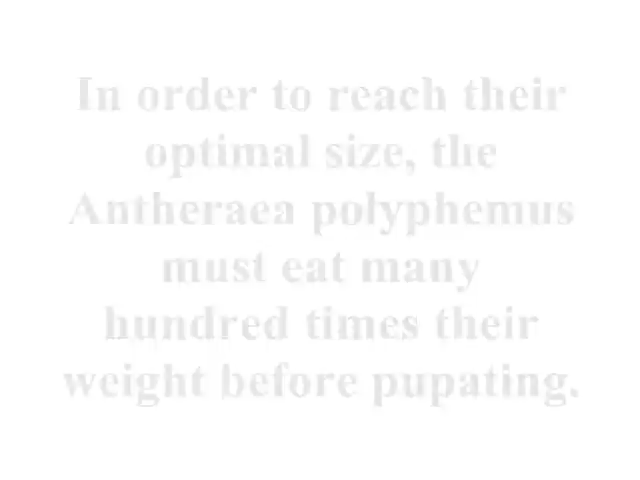 In order to reach their
optimal size, the
Antheraea polyphemus
must eat many
hundred times their
weight before pupating.